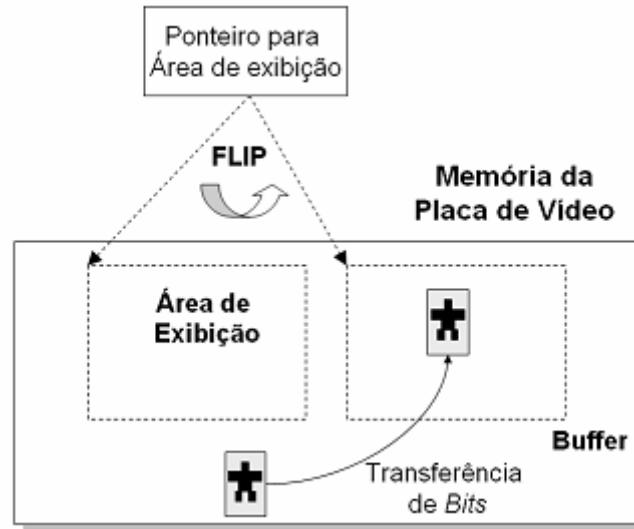 Ponteiro para
Área de exibição
FLIP
Memória da
Placa de Vídeo
Área de
Exibição
Buffer
Transferência
de Bits